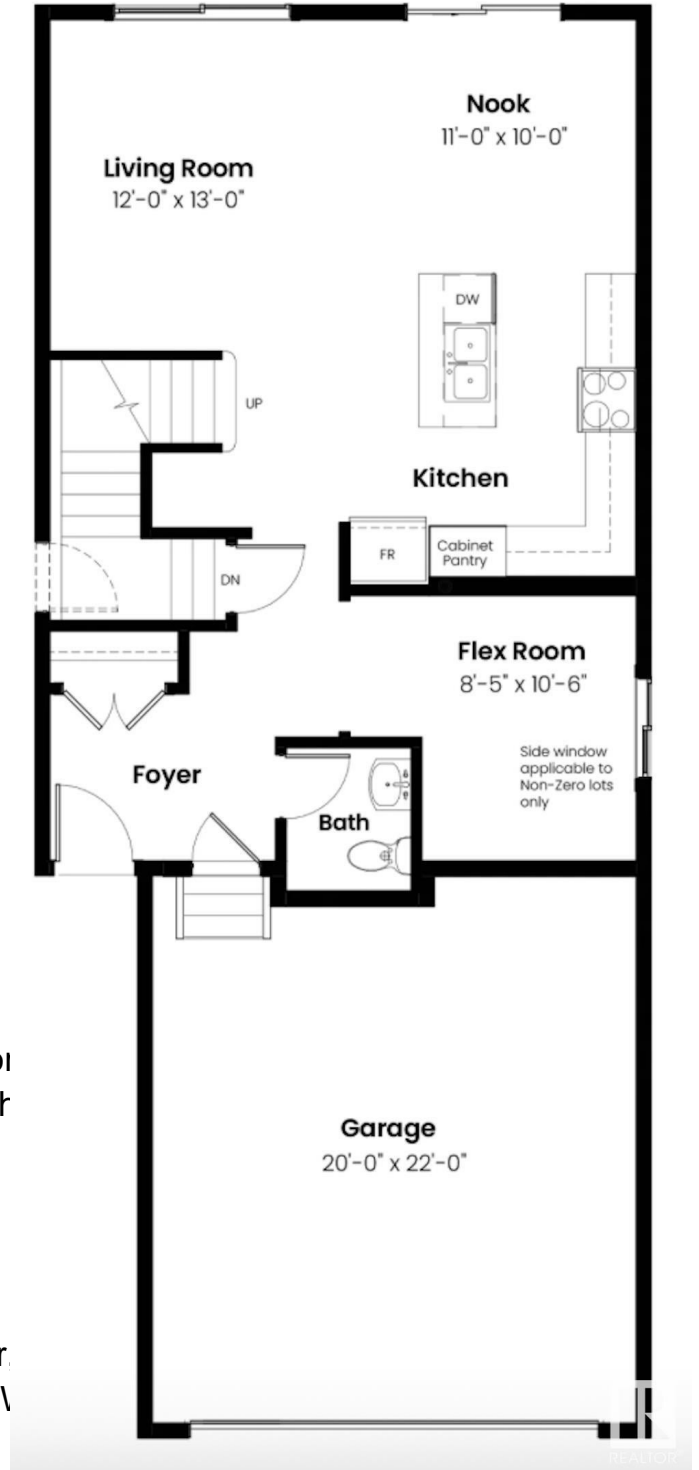 Nook
11'-0" x 10'-0"
Living Room
12'-0" x 13'-0"
DW
UP
Kitchen
FR
Cabinet
Pantry
DN
Flex Room
8'-5" x 10'-6"
Side window
applicable to
Non-Zero lots
only
Foyer
Bath
Garage
20'-0" x 22'-0"
REALTOR